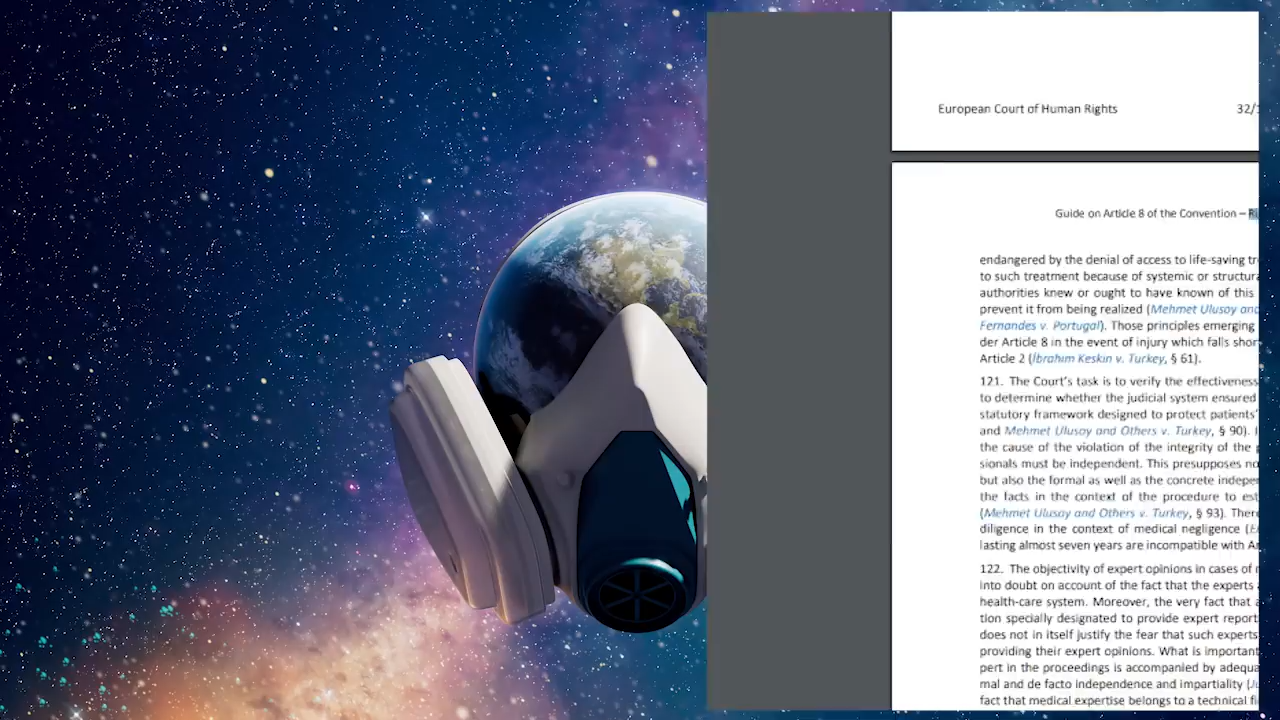 European Court of Human Rights 32/
Guide on Article 8 of the Convention –
endangered by the denial of access to life-saving
to such treatment because of systemic or
authorities knew or ought to have known of this
prevent it from being realized (Mehmet Ulusoy and
Fernandes v. Portugal). Those principles emerging
der Article 8 in the event of injury which falls
Article 2 (İbrahim Keskin v. Turkey, § 61).
121. The Court's task is to verify the effectiveness
to determine whether the judicial system ensured
statutory framework designed to protect patients'
and Mehmet Ulusoy and Others v. Turkey, § 90).
the cause of the violation of the integrity of the
sionals must be independent. This presupposes
but also the formal as well as the concrete
the facts in the context of the procedure to
(Mehmet Ulusoy and Others v. Turkey, § 93).
diligence in the context of medical negligence (
lasting almost seven years are incompatible with
122. The objectivity of expert opinions in cases of
into doubt on account of the fact that the experts
health-care system. Moreover, the very fact that
tion specially designated to provide expert
does not in itself justify the fear that such experts
providing their expert opinions. What is important
pert in the proceedings is accompanied by
mal and de facto independence and impartiality (
fact that medical expertise belongs to a technical